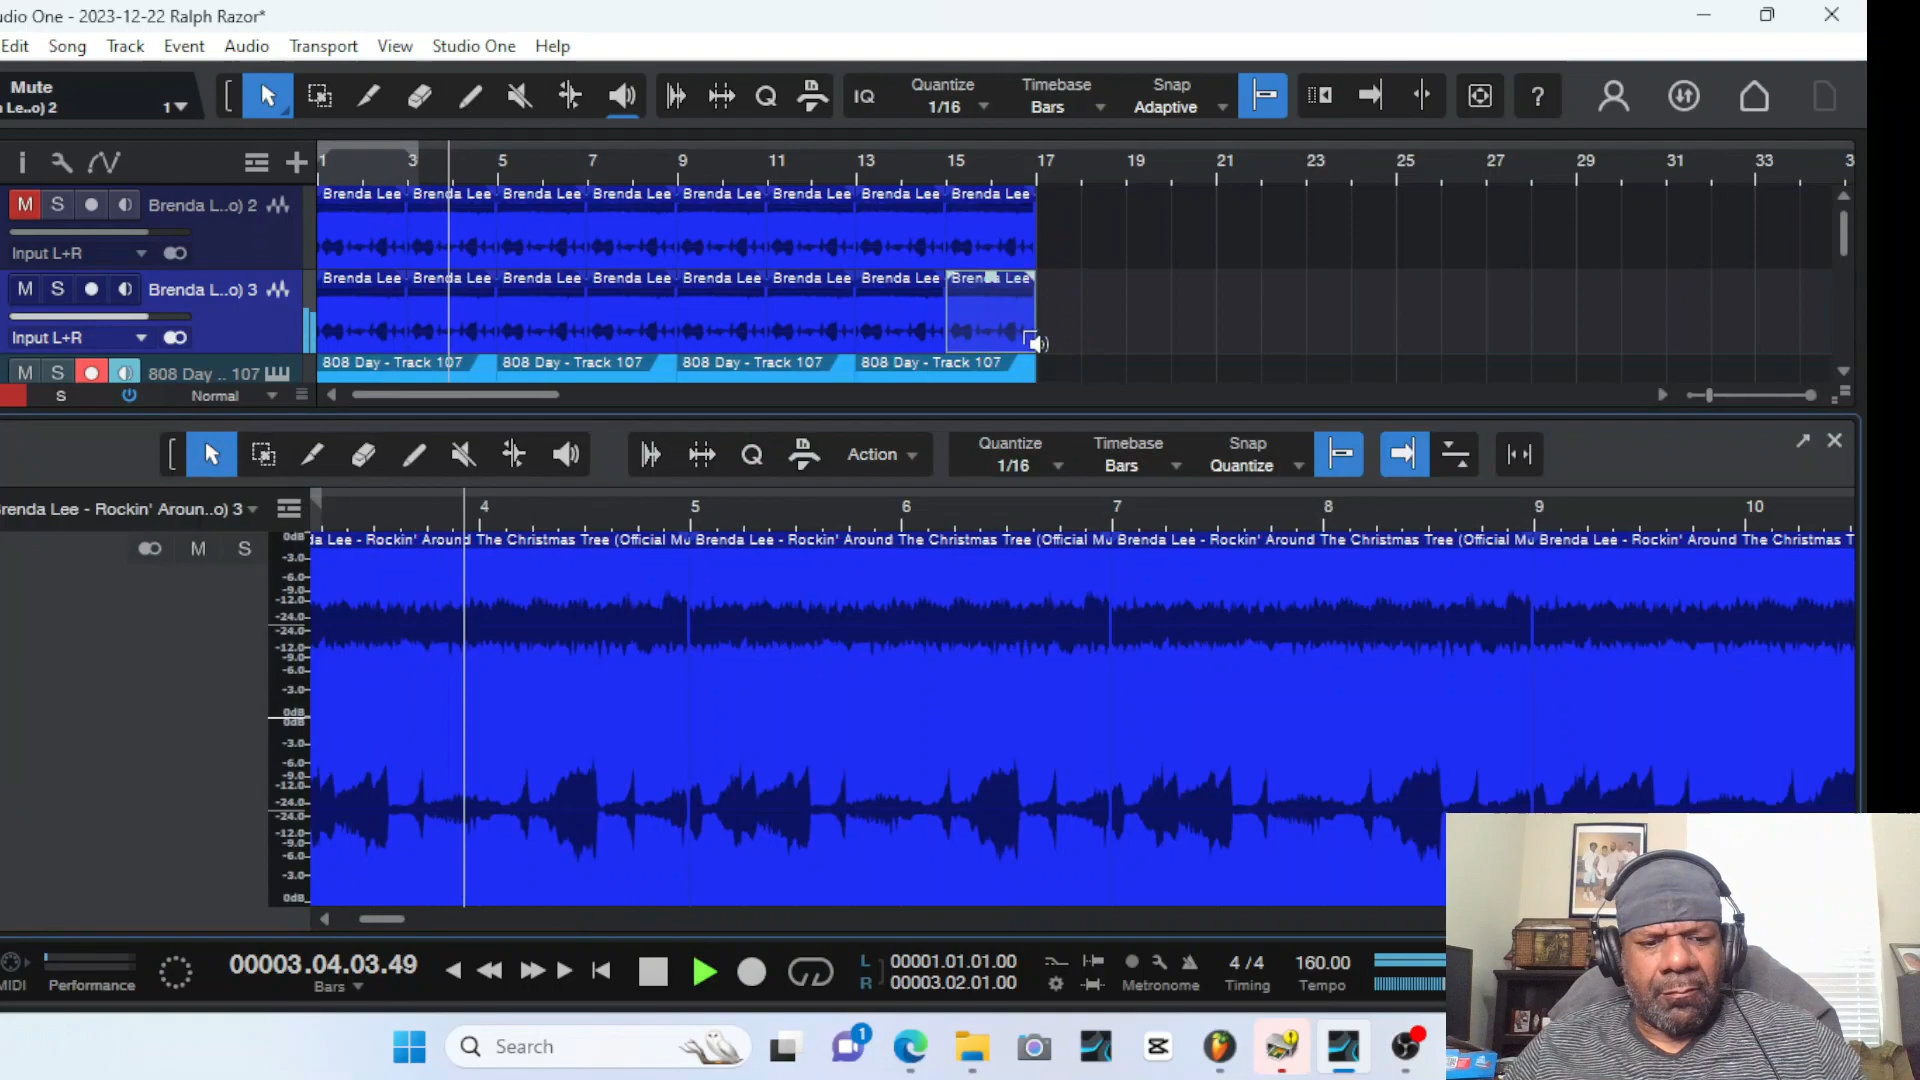 udio One - 2023-12-22 Ralph Razor*
Edit Song Track Event Audio Transport View Studio One Help
Mute
Le..o) 2 1
IQ
Quantize
1/16
Timebase
Bars
Snap
Adaptive
?
1 3 5 7 9 11 13 15 17 19 21 23 25 27 29 31 33 3
M S Brenda L..o) 2
Input L+R
Brenda Lee Brenda Lee Brenda Lee Brenda Lee Brenda Lee Brenda Lee Brenda Lee Brenda Lee
M S Brenda L..o) 3
Input L+R
Brenda Lee Brenda Lee Brenda Lee Brenda Lee Brenda Lee Brenda Lee Brenda Lee Brenda Lee
M S 808 Day .. 107
808 Day - Track 107 808 Day - Track 107 808 Day - Track 107 808 Day - Track 107
S Normal
Q
Action
Quantize
1/16
Timebase
Bars
Snap
Quantize
renda Lee - Rockin' Aroun..o) 3
4 5 6 7 8 9 10
M S
da Lee - Rockin' Around The Christmas Tree (Official Mu Brenda Lee - Rockin' Around The Christmas Tree (Official Mu Brenda Lee - Rockin' Around The Christmas Tree (Official Mu Brenda Lee - Rockin' Around The Christmas T
0dB
-3.0
-6.0
-9.0
-12.0
-24.0
-24.0
-12.0
-9.0
-6.0
-3.0
0dB
0dB
-3.0
-6.0
-9.0
-12.0
-24.0
-24.0
-12.0
-6.0
-3.0
0dB
MIDI
Performance
00003.04.03.49
Bars
L 00001.01.01.00
R 00003.02.01.00
Metronome
4 / 4
Timing
160.00
Tempo
Search
1